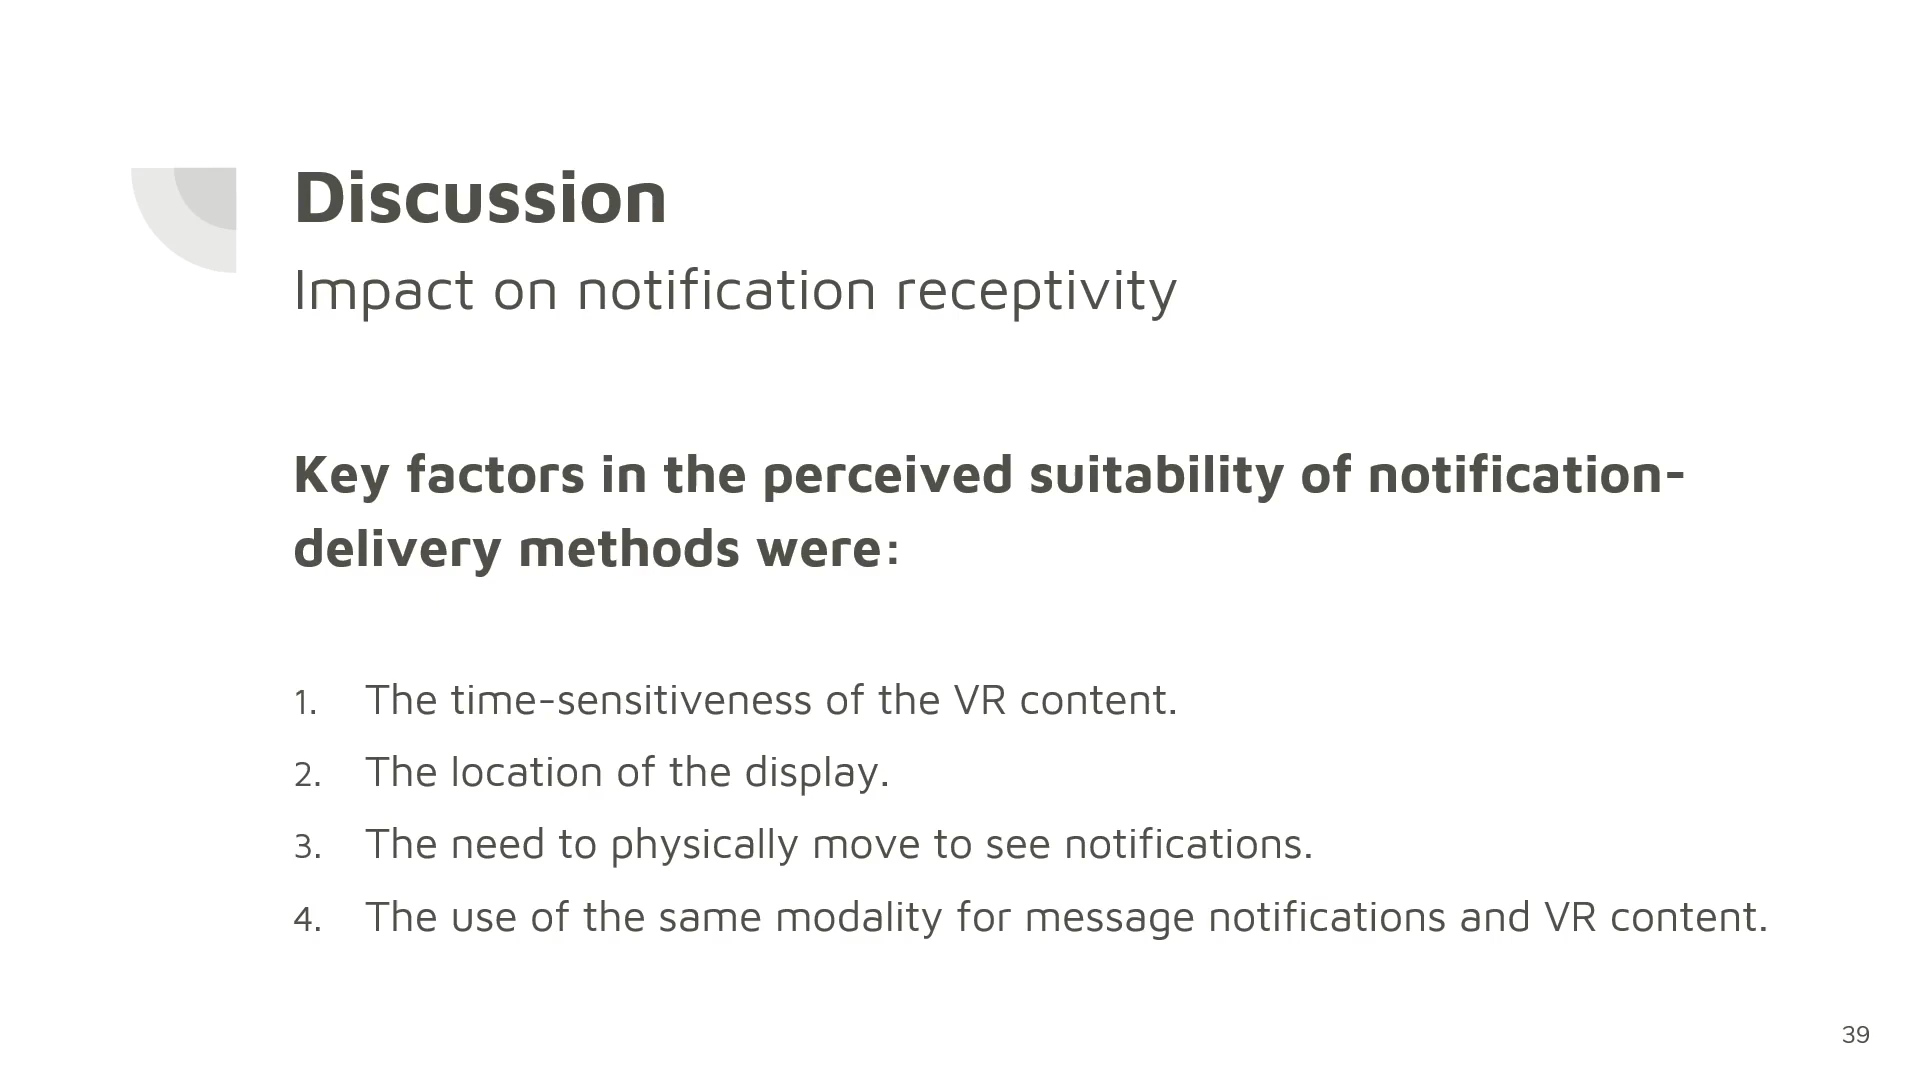 Discussion
Impact on notification receptivity
Key factors in the perceived suitability of notification-
delivery methods were:
1. The time-sensitiveness of the VR content.
2. The location of the display.
3. The need to physically move to see notifications.
4. The use of the same modality for message notifications and VR content.
39